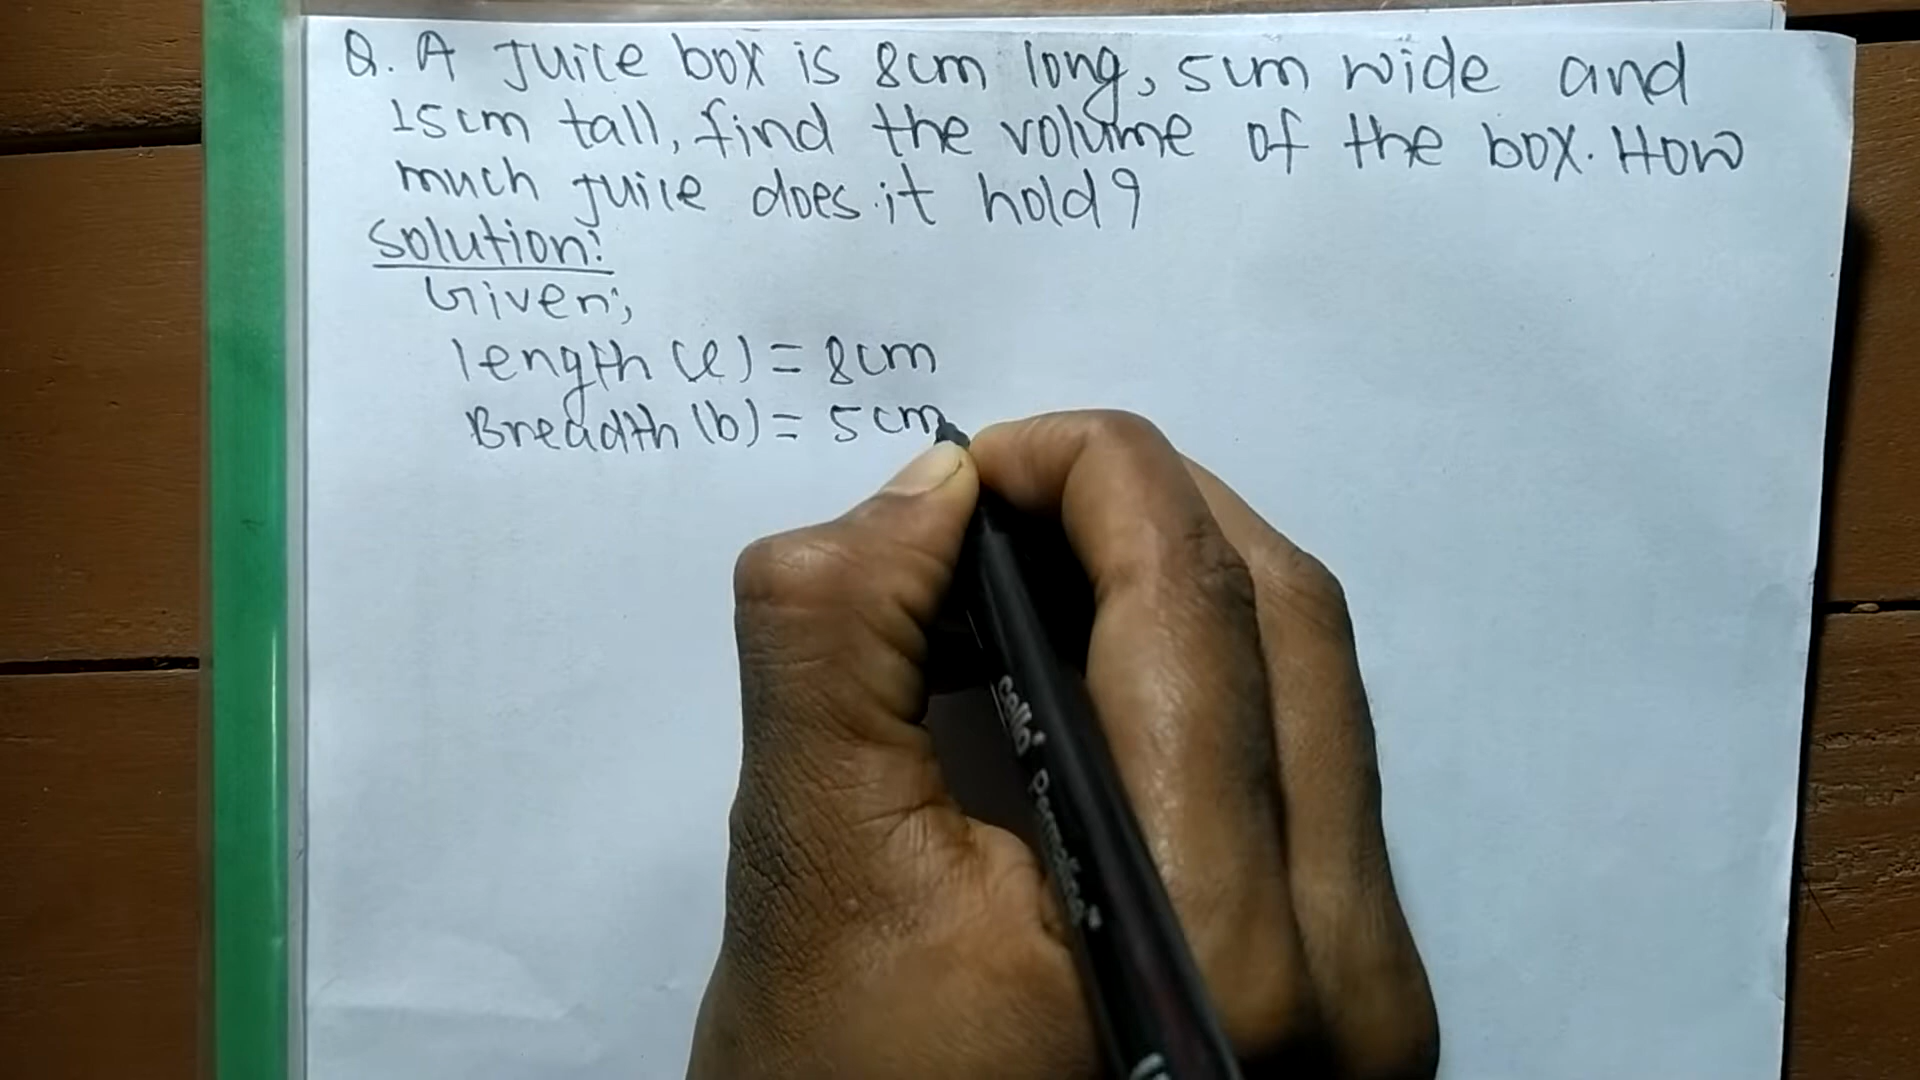 Q. A Juice box is 8cm long, 5cm wide and
15cm tall, find the volume of the box. How
much juice does it hold?
Solution:
Given;
length (l) = 8cm
Breadth (b) = 5cm
cello